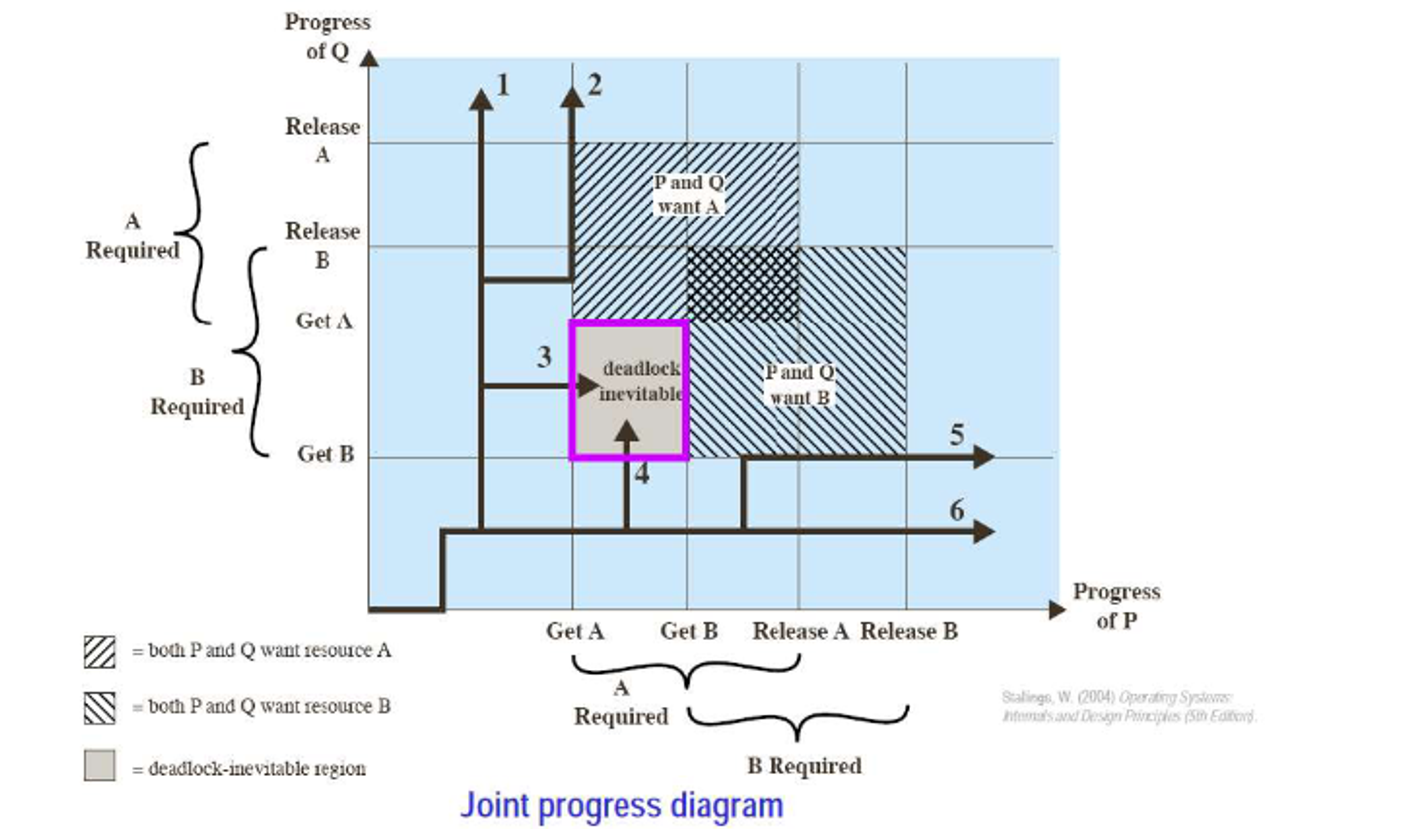 Progress
of Q
1
2
Release
A
P and Q
want A
A
Required
Release
B
Get A
3
deadlock
inevitable
P and Q
want B
B
Required
Get B
4
5
6
Progress
of P
Get A
Get B
Release A
Release B
= both P and Q want resource A
A
Required
= both P and Q want resource B
Stallings, W. (2004) Operating Systems:
Internals and Design Principles (5th Edition).
= deadlock-inevitable region
B Required
Joint progress diagram